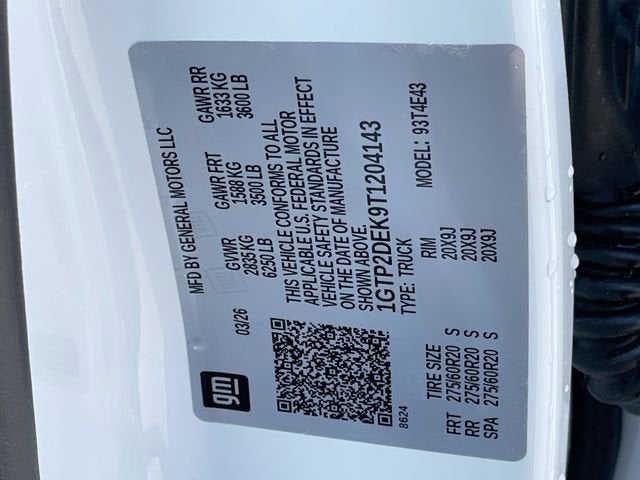 gm
MFD BY GENERAL MOTORS LLC
03/26
GVWR GAWR FRT GAWR RR
2835 KG 1588 KG 1633 KG
6250 LB 3500 LB 3600 LB
THIS VEHICLE CONFORMS TO ALL
APPLICABLE U.S. FEDERAL MOTOR
VEHICLE SAFETY STANDARDS IN EFFECT
ON THE DATE OF MANUFACTURE
SHOWN ABOVE.
1GTP2DEK9T1204143
TYPE: TRUCK MODEL: 93T4E43
8624
TIRE SIZE RIM
FRT 275/60R20 S 20X9J
RR 275/60R20 S 20X9J
SPA 275/60R20 S 20X9J